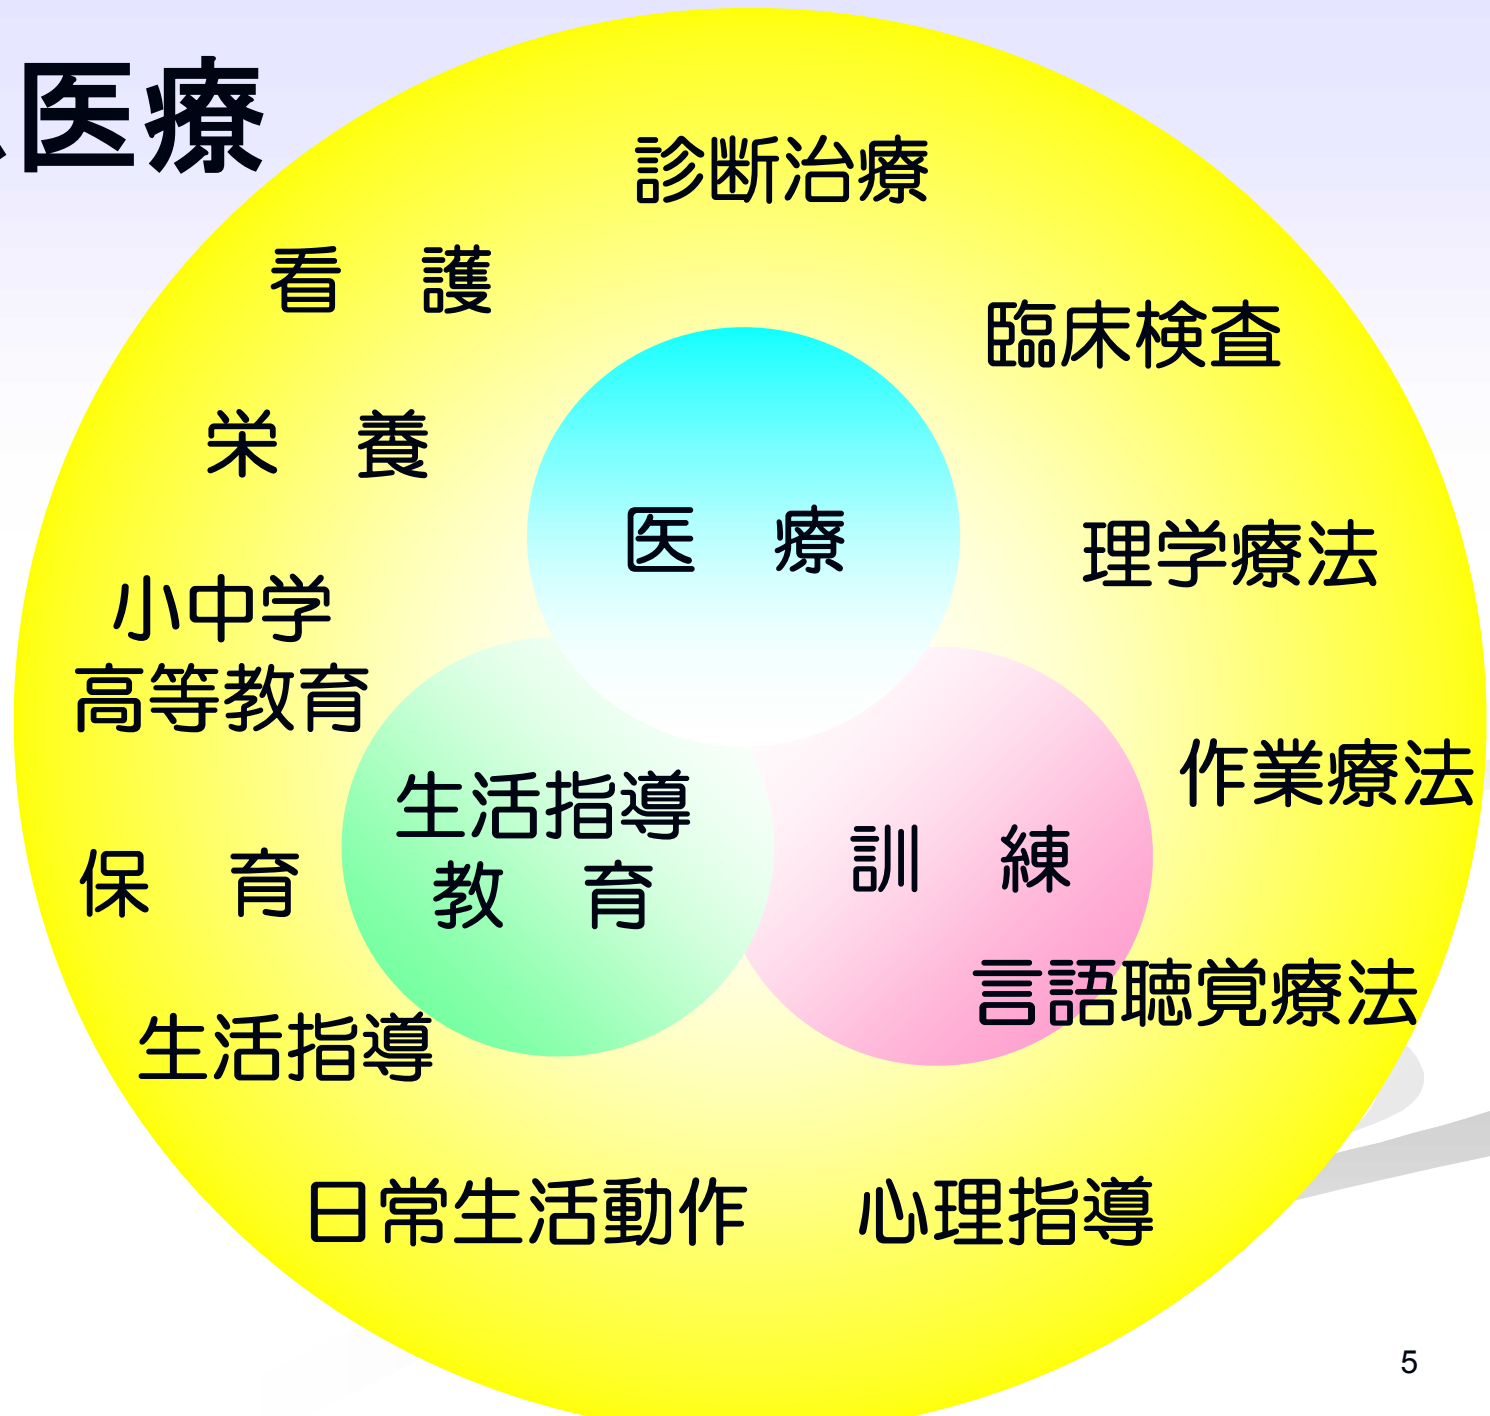 医療
診断治療
看　護
臨床検査
栄　養
医　療
理学療法
小中学
高等教育
作業療法
生活指導
教　育
訓　練
保　育
言語聴覚療法
生活指導
日常生活動作
心理指導
5